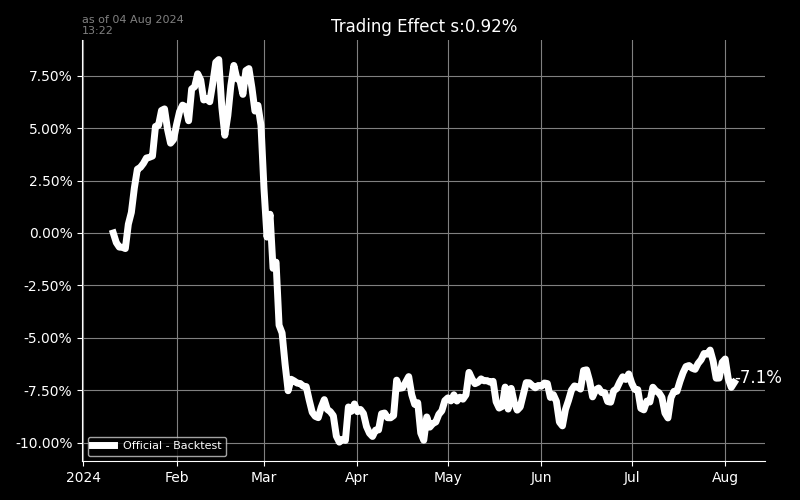 as of 04 Aug 2024
13:22
Trading Effect s:0.92%
7.50%
5.00%
2.50%
0.00%
-2.50%
-5.00%
-7.50%
-10.00%
-7.1%
Official - Backtest
2024 Feb Mar Apr May Jun Jul Aug